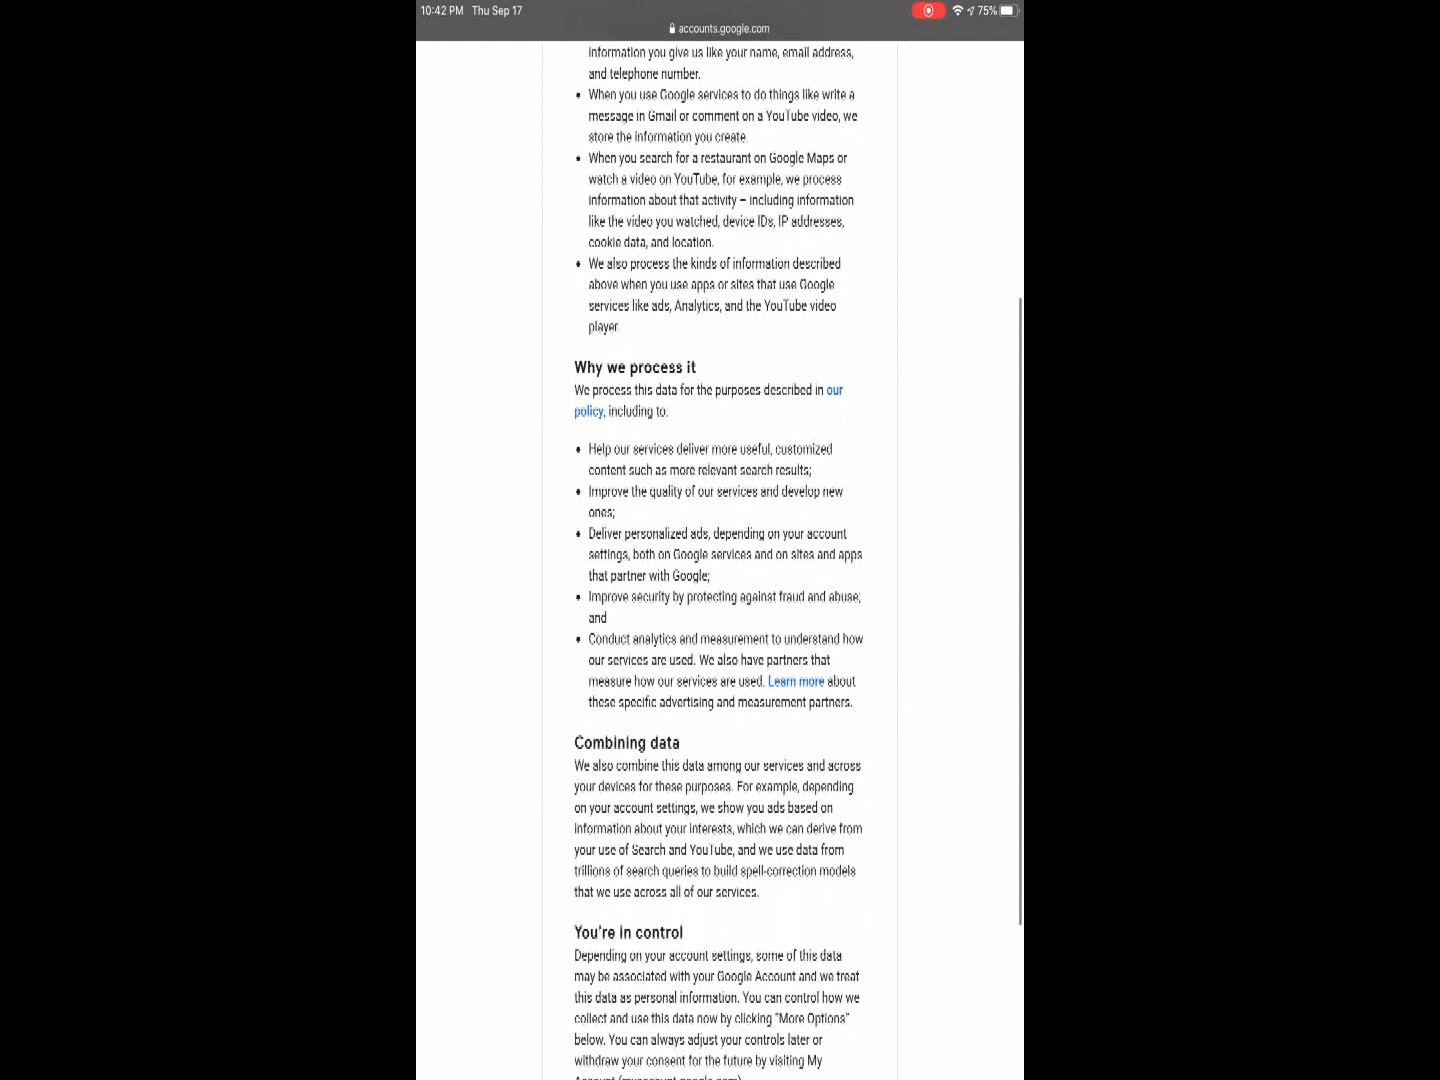 10:42 PM Thu Sep 17
75%
accounts.google.com
information you give us like your name, email address,
and telephone number.
• When you use Google services to do things like write a
message in Gmail or comment on a YouTube video, we
store the information you create.
• When you search for a restaurant on Google Maps or
watch a video on YouTube, for example, we process
information about that activity – including information
like the video you watched, device IDs, IP addresses,
cookie data, and location.
• We also process the kinds of information described
above when you use apps or sites that use Google
services like ads, Analytics, and the YouTube video
player.
Why we process it
We process this data for the purposes described in our
policy, including to:
• Help our services deliver more useful, customized
content such as more relevant search results;
• Improve the quality of our services and develop new
ones;
• Deliver personalized ads, depending on your account
settings, both on Google services and on sites and apps
that partner with Google;
• Improve security by protecting against fraud and abuse;
and
• Conduct analytics and measurement to understand how
our services are used. We also have partners that
measure how our services are used. Learn more about
these specific advertising and measurement partners.
Combining data
We also combine this data among our services and across
your devices for these purposes. For example, depending
on your account settings, we show you ads based on
information about your interests, which we can derive from
your use of Search and YouTube, and we use data from
trillions of search queries to build spell-correction models
that we use across all of our services.
You're in control
Depending on your account settings, some of this data
may be associated with your Google Account and we treat
this data as personal information. You can control how we
collect and use this data now by clicking "More Options"
below. You can always adjust your controls later or
withdraw your consent for the future by visiting My
Account (myaccount.google.com).